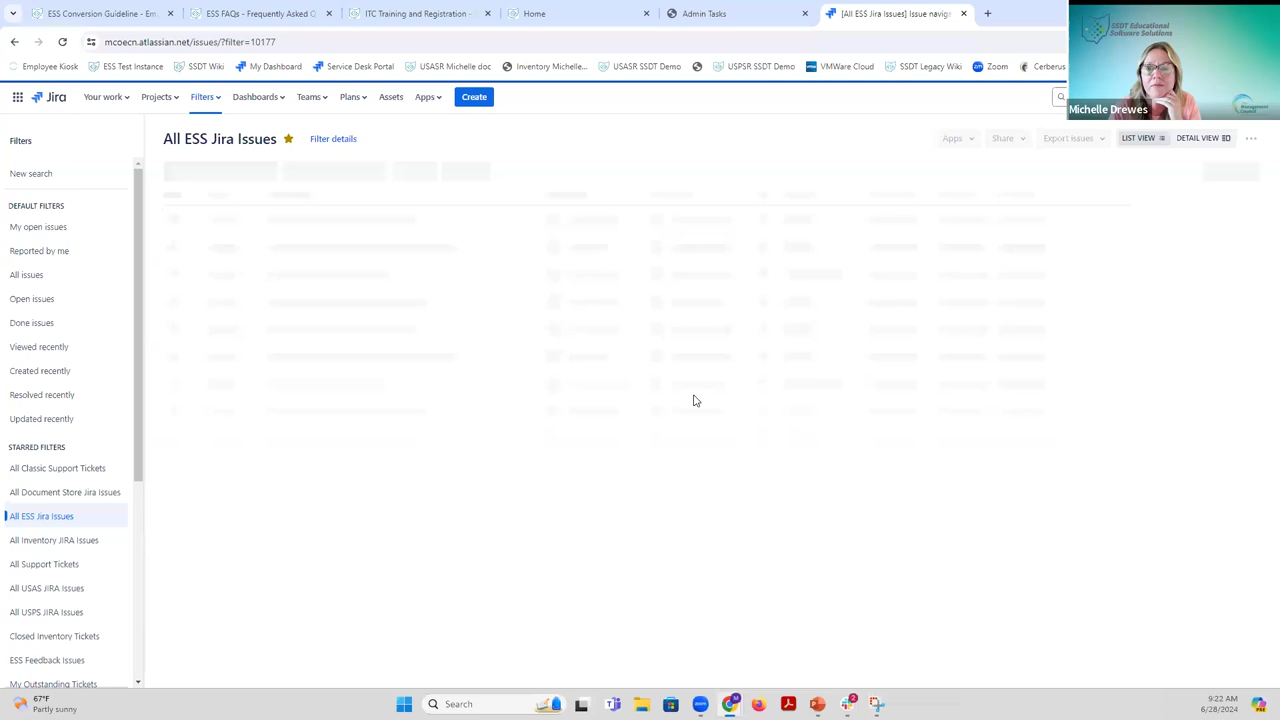 ESS Conversion Guideline - Em
ESS FAQs - Frequently Asked Q
IT Training and Registration -
Home
Admin Tasks
[All ESS Jira Issues] Issue navig
mcoecn.atlassian.net/issues/?filter=10177
Employee Kiosk
ESS Test Instance
SSDT Wiki
My Dashboard
Service Desk Portal
USASR Michelle doc
Inventory Michelle...
USASR SSDT Demo
USPSR SSDT Demo
VMWare Cloud
SSDT Legacy Wiki
Zoom
Cerberus
SSDT Educational
Software Solutions
Management
Council
Michelle Drewes
Jira
Your work
Projects
Filters
Dashboards
Teams
Plans
Assets
Apps
Create
Filters
All ESS Jira Issues
Filter details
Apps
Share
Export issues
LIST VIEW
DETAIL VIEW
New search
DEFAULT FILTERS
My open issues
Reported by me
All issues
Open issues
Done issues
Viewed recently
Created recently
Resolved recently
Updated recently
STARRED FILTERS
All Classic Support Tickets
All Document Store Jira Issues
All ESS Jira Issues
All Inventory JIRA Issues
All Support Tickets
All USAS JIRA Issues
All USPS JIRA Issues
Closed Inventory Tickets
ESS Feedback Issues
My Outstanding Tickets
67°F
Partly sunny
Search
2
9:22 AM
6/28/2024